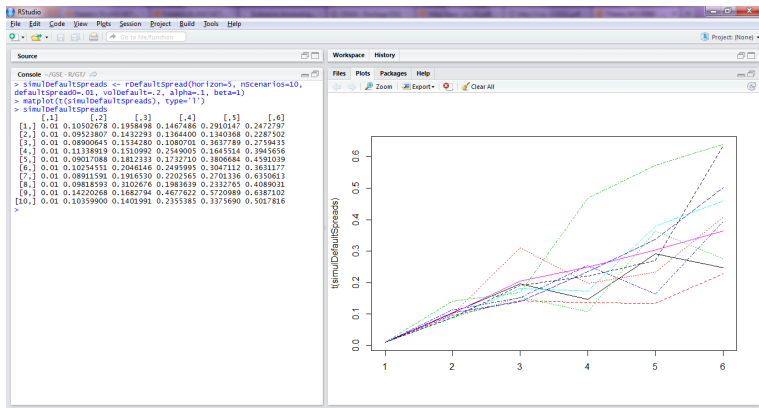 RStudio
File Edit Code View Plots Session Project Build Tools Help
Go to file/function
Project: (None)
Source
Console ~/GSE - R/GT/
> simulDefaultSpreads <- rDefaultSpread(horizon=5, nScenarios=10,
defaultSpread0=.01, volDefault=.2, alpha=.1, beta=1)
> matplot(t(simulDefaultSpreads), type='l')
> simulDefaultSpreads
[,1] [,2] [,3] [,4] [,5] [,6]
[1,] 0.01 0.10502678 0.1958498 0.1467486 0.2910147 0.2472797
[2,] 0.01 0.09523807 0.1432293 0.1364400 0.1340368 0.2287502
[3,] 0.01 0.08900645 0.1534280 0.1080701 0.3637789 0.2759435
[4,] 0.01 0.11338919 0.1510992 0.2549005 0.1645514 0.3945656
[5,] 0.01 0.09017088 0.1812333 0.1732710 0.3806684 0.4591039
[6,] 0.01 0.10254551 0.2046146 0.2495995 0.3047112 0.3631177
[7,] 0.01 0.08911591 0.1916530 0.2202565 0.2701336 0.6350613
[8,] 0.01 0.09818593 0.3102676 0.1983639 0.2332765 0.4089031
[9,] 0.01 0.14220268 0.1682794 0.4677622 0.5720989 0.6387102
[10,] 0.01 0.10359900 0.1401991 0.2355385 0.3375690 0.5017816
>
Workspace History
Files Plots Packages Help
Zoom Export Clear All
t(simulDefaultSpreads)
0.6
0.5
0.4
0.3
0.2
0.1
0.0
1 2 3 4 5 6